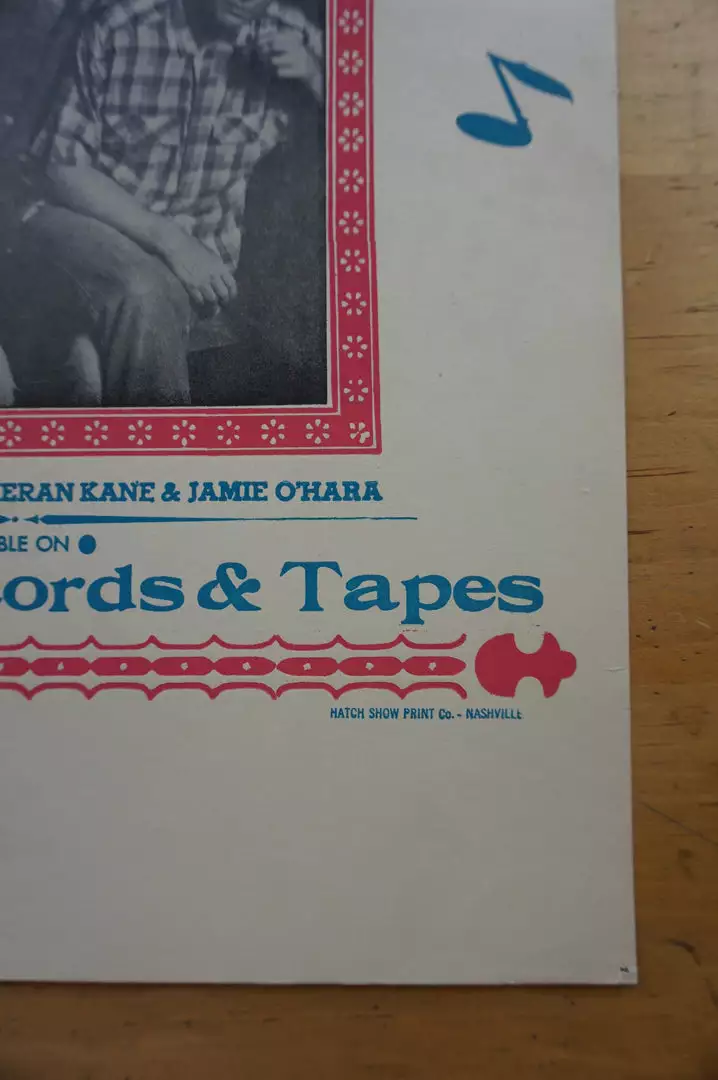 ERAN KANE & JAMIE O'HARA
BLE ON
ords & Tapes
HATCH SHOW PRINT Co. - NASHVILLE